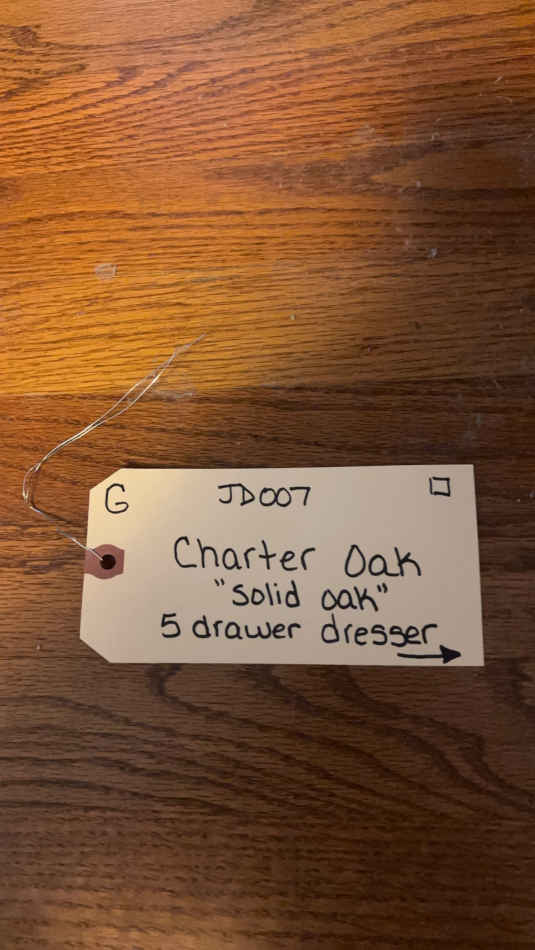 G JD007
Charter Oak
"solid oak"
5 drawer dresser